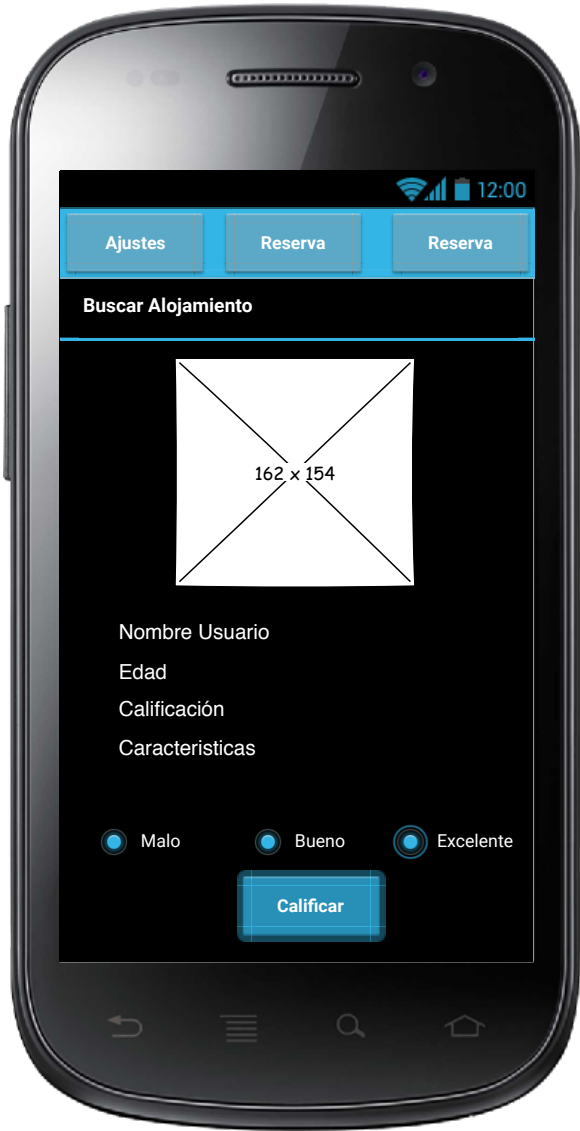 12:00
Ajustes Reserva Reserva
Buscar Alojamiento
162 x 154
Nombre Usuario
Edad
Calificación
Caracteristicas
Malo Bueno Excelente
Calificar